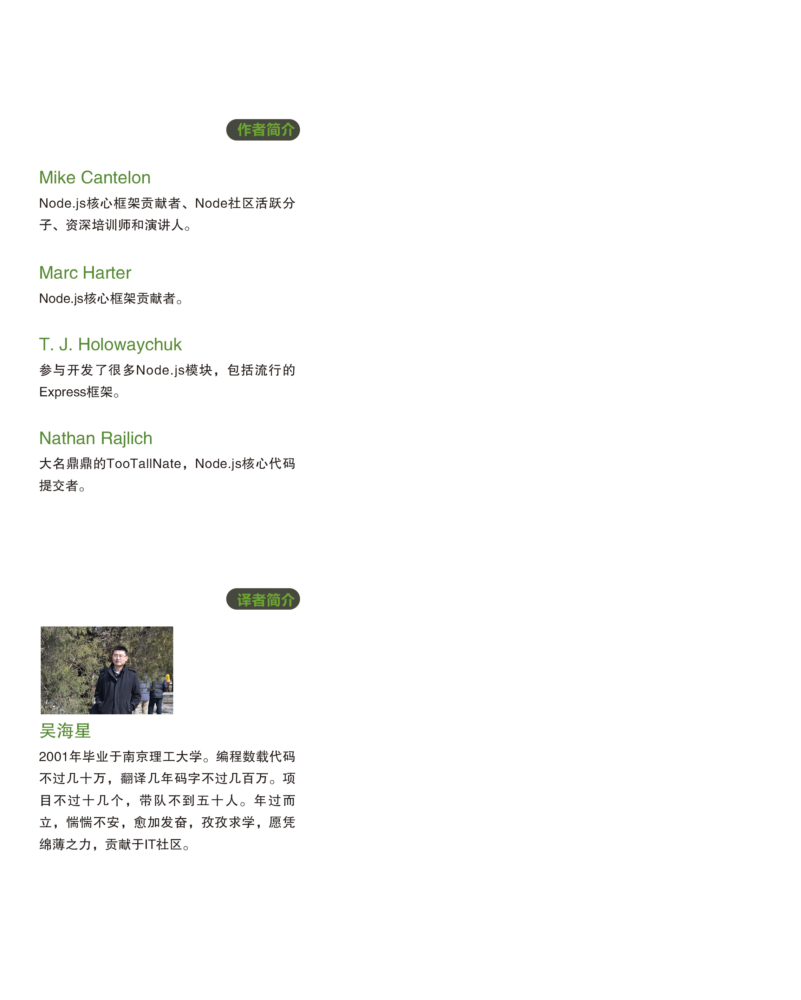 作者简介
Mike Cantelon
Node.js核心框架贡献者、Node社区活跃分
子、资深培训师和演讲人。
Marc Harter
Node.js核心框架贡献者。
T. J. Holowaychuk
参与开发了很多Node.js模块，包括流行的
Express框架。
Nathan Rajlich
大名鼎鼎的TooTallNate，Node.js核心代码
提交者。
译者简介
吴海星
2001年毕业于南京理工大学。编程数载代码
不过几十万，翻译几年码字不过几百万。项
目不过十几个，带队不到五十人。年过而
立，惴惴不安，愈加发奋，孜孜求学，愿凭
绵薄之力，贡献于IT社区。